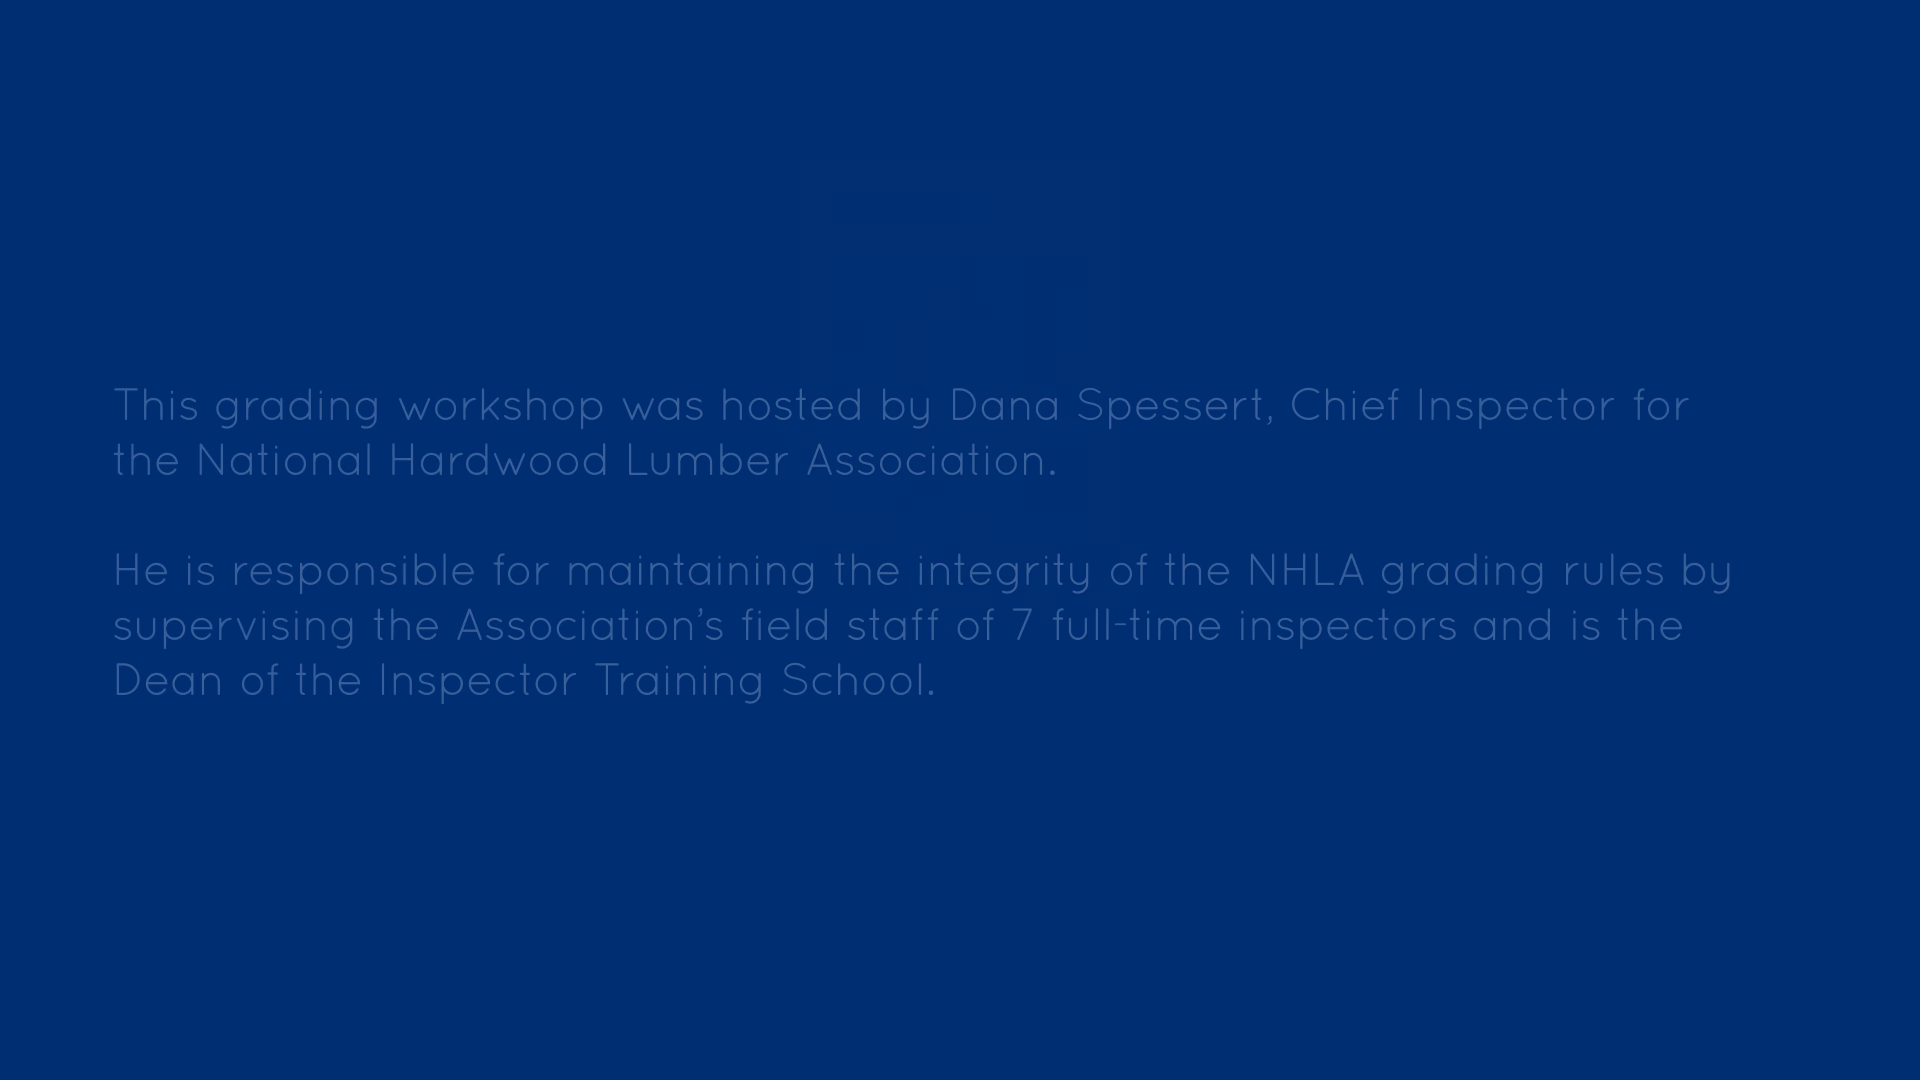 This grading workshop was hosted by Dana Spessert, Chief Inspector for
the National Hardwood Lumber Association.
He is responsible for maintaining the integrity of the NHLA grading rules by
supervising the Association’s field staff of 7 full-time inspectors and is the
Dean of the Inspector Training School.